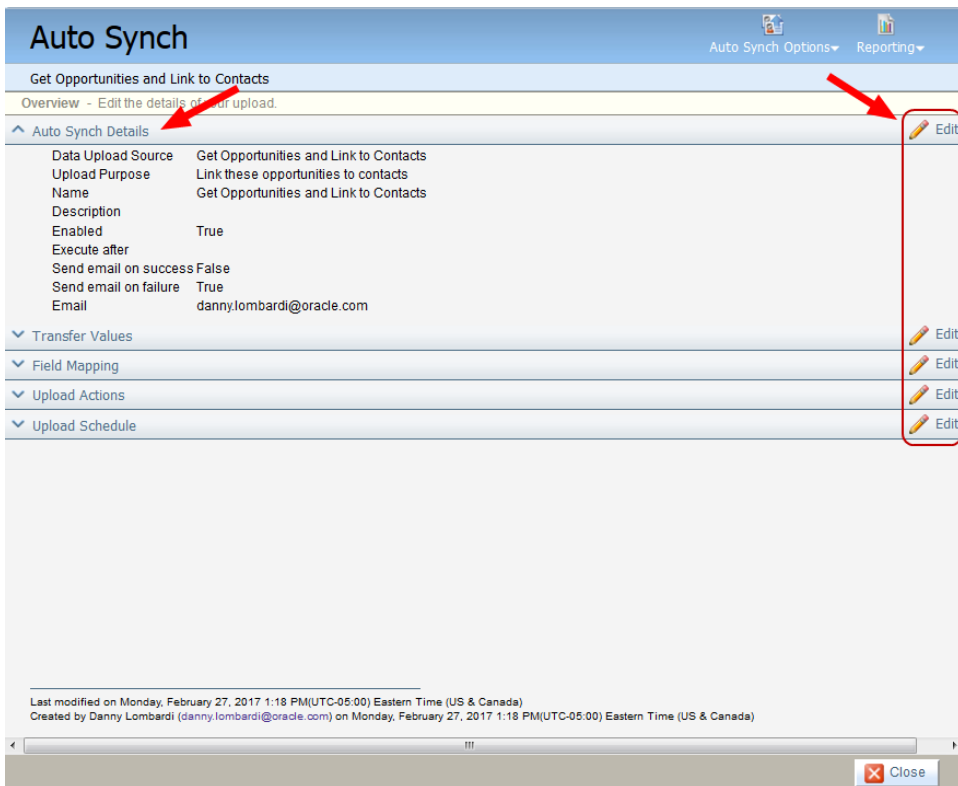 Auto Synch
Auto Synch Options Reporting
Get Opportunities and Link to Contacts
Overview - Edit the details of your upload.
Auto Synch Details Edit
Data Upload Source Get Opportunities and Link to Contacts
Upload Purpose Link these opportunities to contacts
Name Get Opportunities and Link to Contacts
Description
Enabled True
Execute after
Send email on success False
Send email on failure True
Email danny.lombardi@oracle.com
Transfer Values Edit
Field Mapping Edit
Upload Actions Edit
Upload Schedule Edit
Last modified on Monday, February 27, 2017 1:18 PM(UTC-05:00) Eastern Time (US & Canada)
Created by Danny Lombardi (danny.lombardi@oracle.com) on Monday, February 27, 2017 1:18 PM(UTC-05:00) Eastern Time (US & Canada)
Close